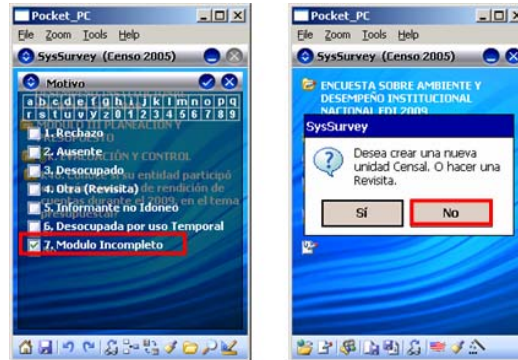 Pocket_PC
File Zoom Tools Help
SysSurvey (Censo 2005)
Motivo
a b c d e f g h i j k l m n o p q
r s t u v y z 0 1 2 3 4 5 6 7 8 9
MODULO III PLANEACION Y
1. Rechazo
2. Ausente
3. Desocupado
4. Otra (Revisita)
5. Informante no Idoneo
6. Desocupada por uso Temporal
7. Modulo Incompleto
Pocket_PC
File Zoom Tools Help
SysSurvey (Censo 2005)
ENCUESTA SOBRE AMBIENTE Y
DESEMPEÑO INSTITUCIONAL
NACIONAL EDI 2009
SysSurvey
Desea crear una nueva
unidad Censal. O hacer una
Revisita.
Sí
No